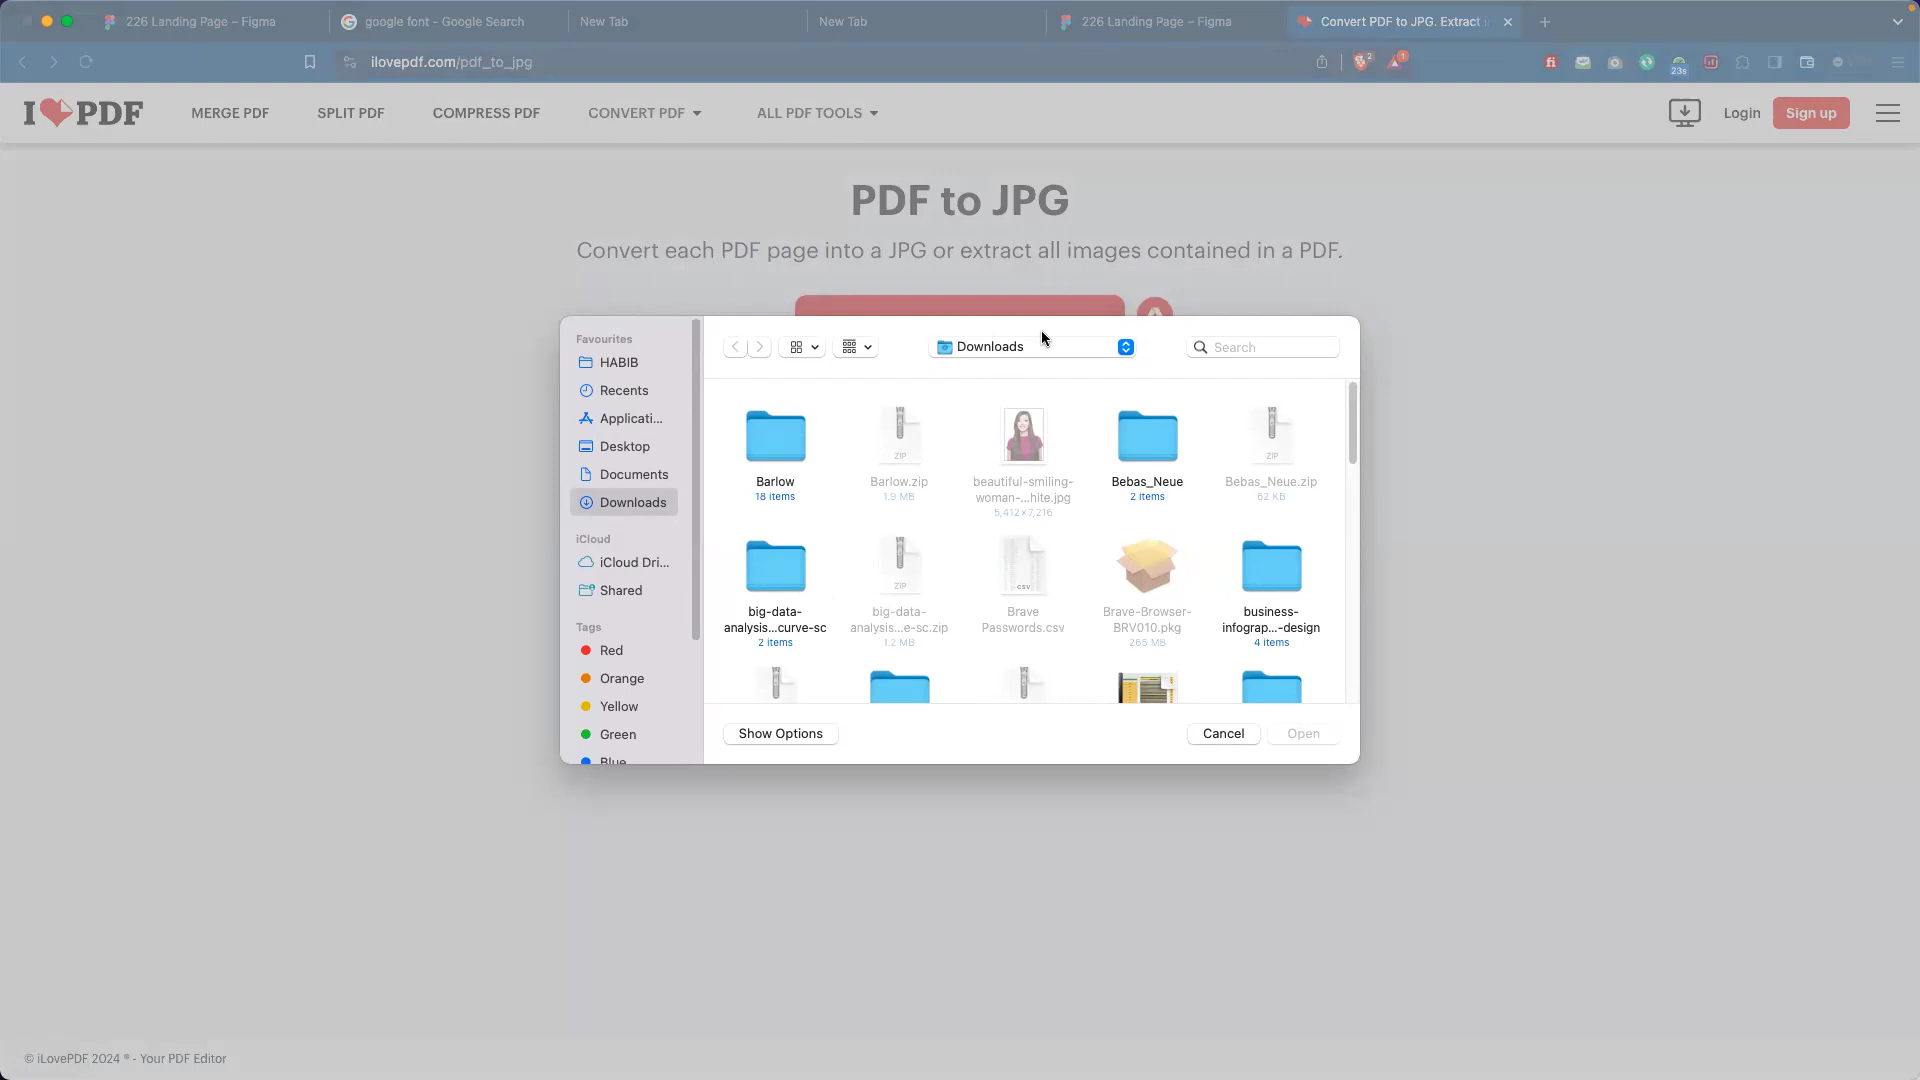 226 Landing Page – Figma
google font - Google Search
New Tab
New Tab
226 Landing Page – Figma
Convert PDF to JPG. Extract
ilovepdf.com/pdf_to_jpg
2
1
23s
I PDF
MERGE PDF
SPLIT PDF
COMPRESS PDF
CONVERT PDF
ALL PDF TOOLS
Login
Sign up
PDF to JPG
Convert each PDF page into a JPG or extract all images contained in a PDF.
Favourites
HABIB
Recents
Applicati...
Desktop
Documents
Downloads
iCloud
iCloud Dri...
Shared
Tags
Red
Orange
Yellow
Green
Blue
Downloads
Search
Barlow
18 items
ZIP
Barlow.zip
1.9 MB
beautiful-smiling-
woman-...hite.jpg
5,412×7,216
Bebas_Neue
2 items
ZIP
Bebas_Neue.zip
62 KB
big-data-
analysis...curve-sc
2 items
ZIP
big-data-
analysis...e-sc.zip
1.2 MB
CSV
Brave
Passwords.csv
Brave-Browser-
BRV010.pkg
265 MB
business-
infograp...-design
4 items
Show Options
Cancel
Open
© iLovePDF 2024 ® - Your PDF Editor